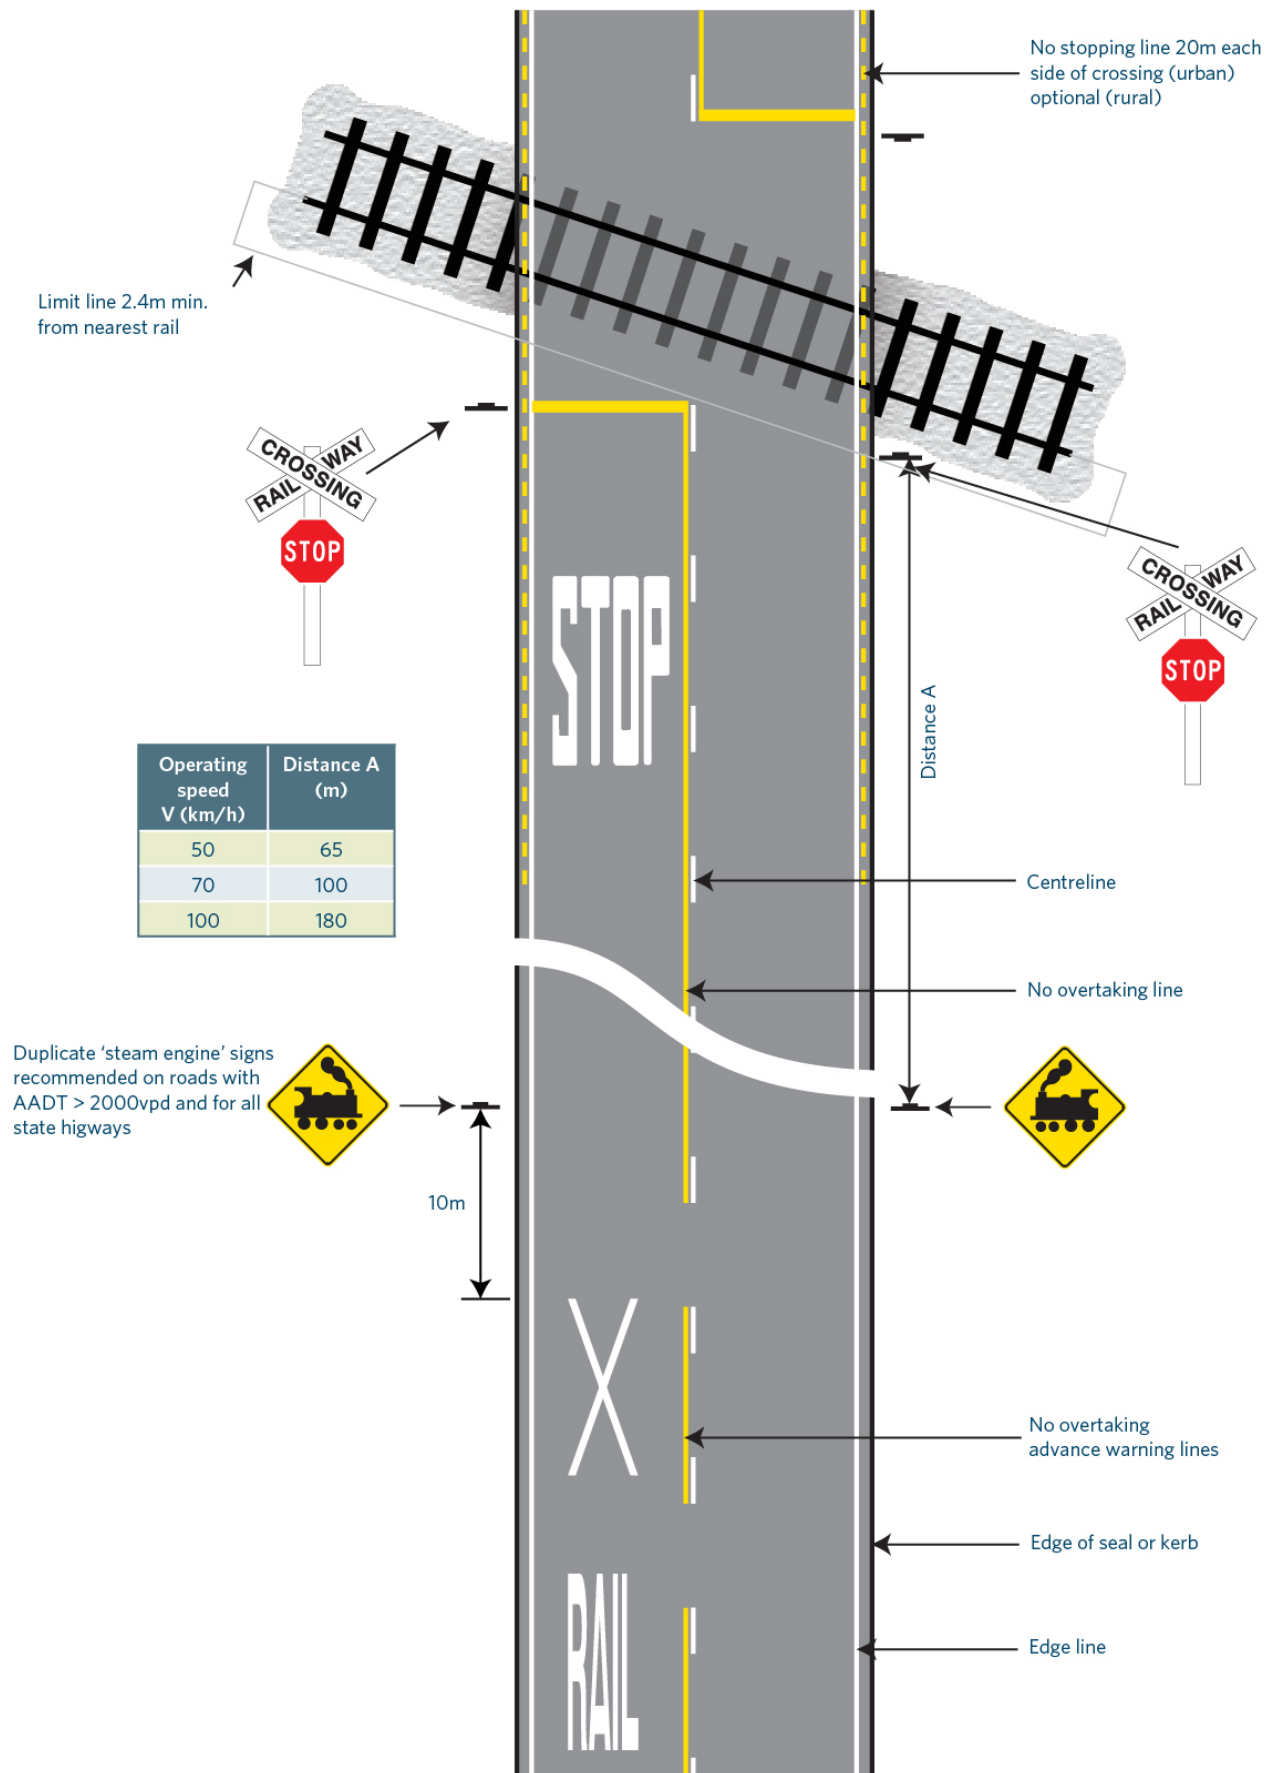 No stopping line 20m each
side of crossing (urban)
optional (rural)
Limit line 2.4m min.
from nearest rail
RAIL WAY
CROSSING
STOP
RAIL WAY
CROSSING
STOP
STOP
Distance A
Operating speed V (km/h) Distance A (m)
50 65
70 100
100 180
Centreline
No overtaking line
Duplicate ‘steam engine’ signs
recommended on roads with
AADT > 2000vpd and for all
state higways
10m
X
No overtaking
advance warning lines
Edge of seal or kerb
RAIL
Edge line